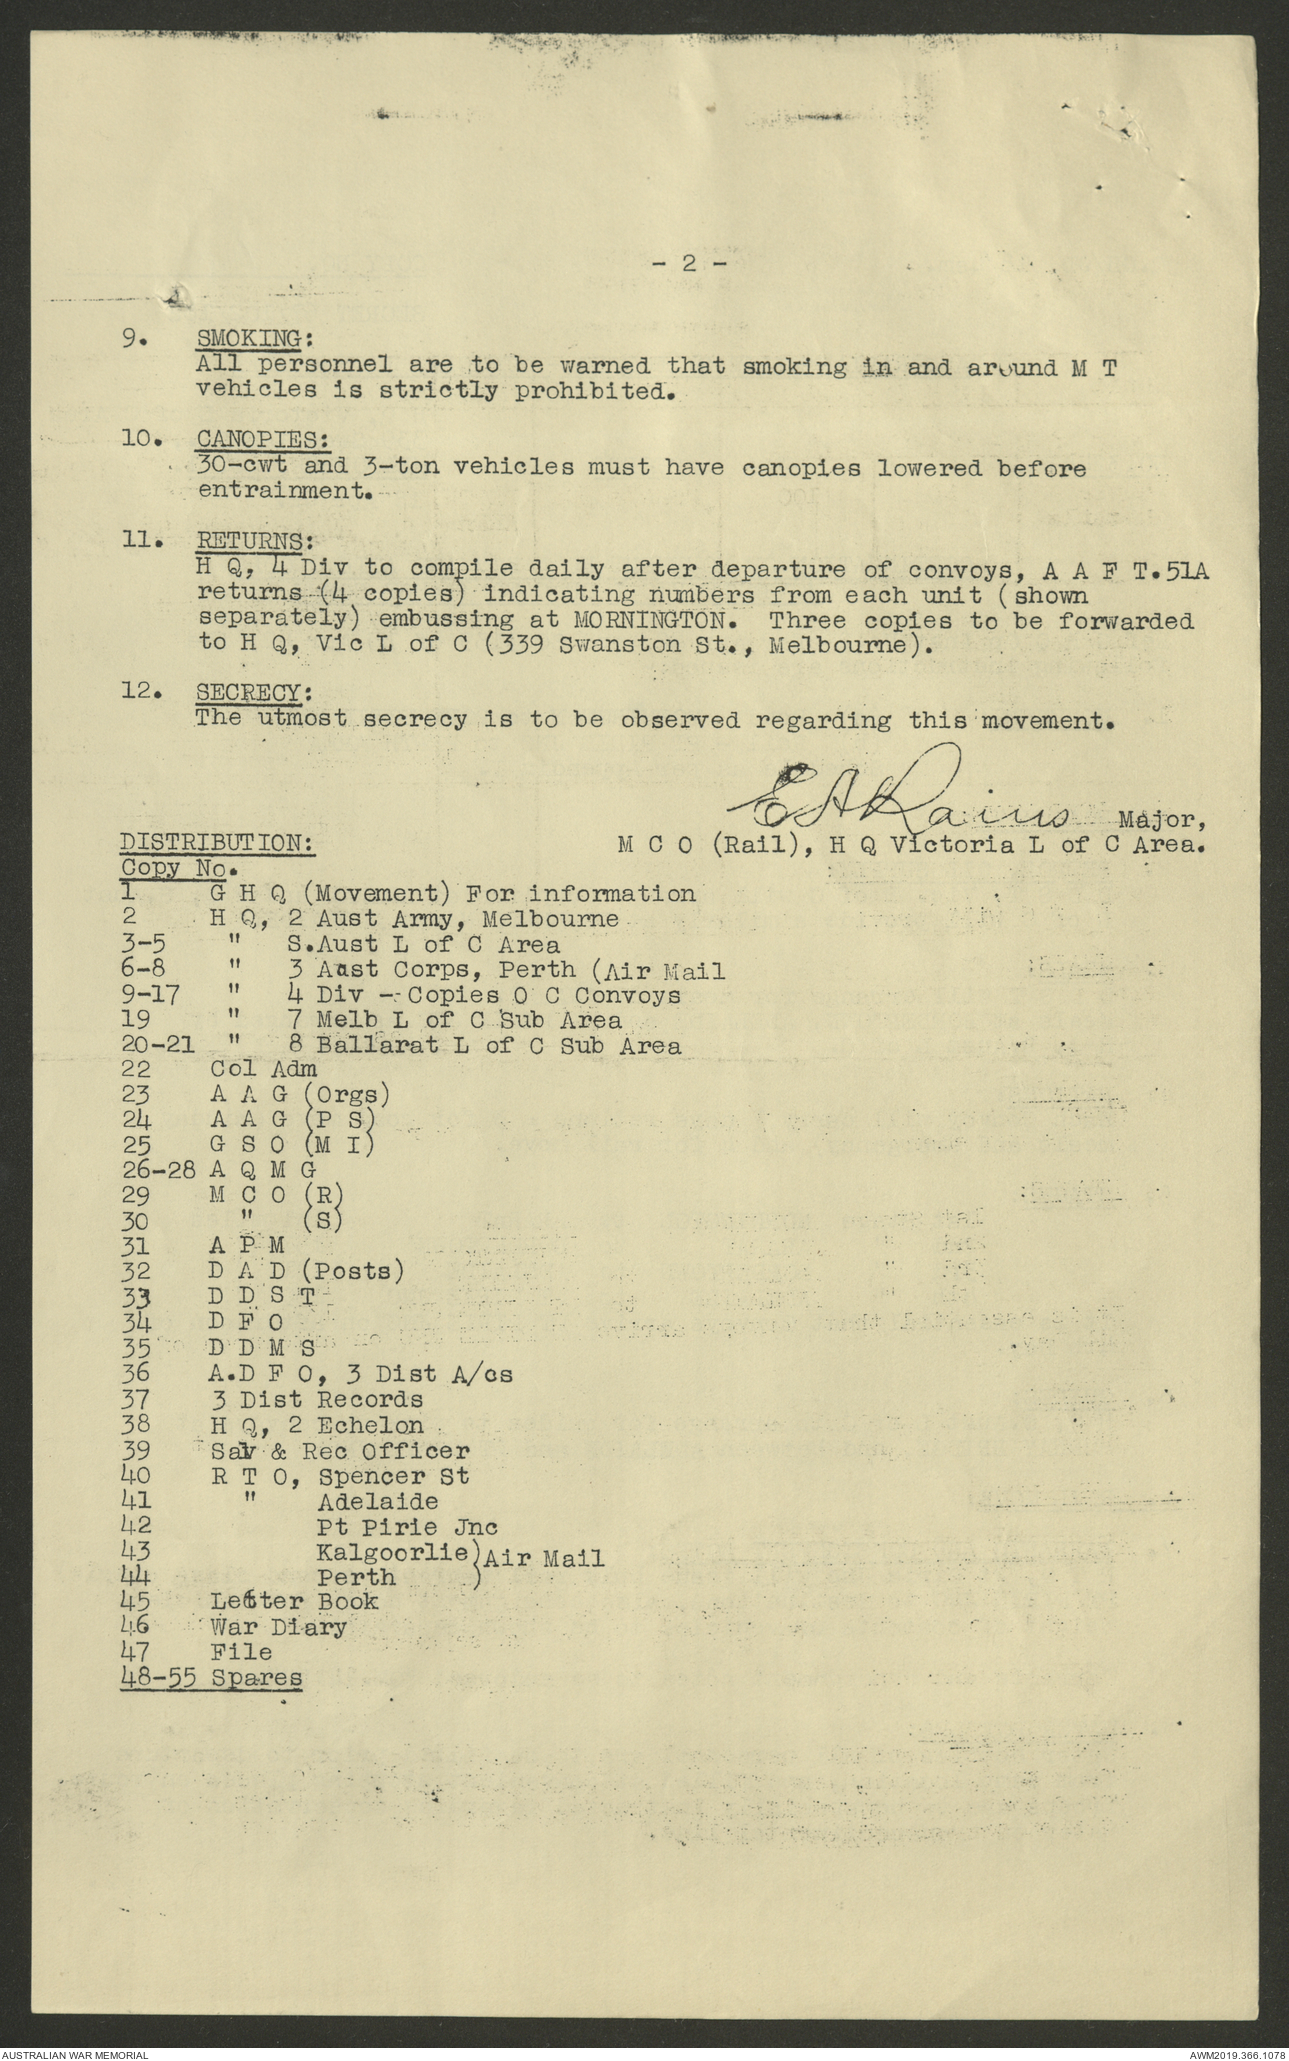 - 2 -
9. SMOKING:
All personnel are to be warned that smoking in and around M T
vehicles is strictly prohibited.
10. CANOPIES:
30-cwt and 3-ton vehicles must have canopies lowered before
entrainment.
11. RETURNS:
H Q, 4 Div to compile daily after departure of convoys, A A F T.51A
returns (4 copies) indicating numbers from each unit (shown
separately) embussing at MORNINGTON. Three copies to be forwarded
to H Q, Vic L of C (339 Swanston St., Melbourne).
12. SECRECY:
The utmost secrecy is to be observed regarding this movement.
E A Rains Major,
M C O (Rail), H Q Victoria L of C Area.
DISTRIBUTION:
Copy No.
1 G H Q (Movement) For information
2 H Q, 2 Aust Army, Melbourne
3-5 " S.Aust L of C Area
6-8 " 3 Aust Corps, Perth (Air Mail
9-17 " 4 Div - Copies O C Convoys
19 " 7 Melb L of C Sub Area
20-21 " 8 Ballarat L of C Sub Area
22 Col Adm
23 A A G (Orgs)
24 A A G (P S)
25 G S O (M I)
26-28 A Q M G
29 M C O (R)
30 " (S)
31 A P M
32 D A D (Posts)
33 D D S T
34 D F O
35 D D M S
36 A.D F O, 3 Dist A/cs
37 3 Dist Records
38 H Q, 2 Echelon
39 Sav & Rec Officer
40 R T O, Spencer St
41 " Adelaide
42 Pt Pirie Jnc
43 Kalgoorlie)Air Mail
44 Perth )
45 Letter Book
46 War Diary
47 File
48-55 Spares
AUSTRALIAN WAR MEMORIAL
AWM2019.366.1078